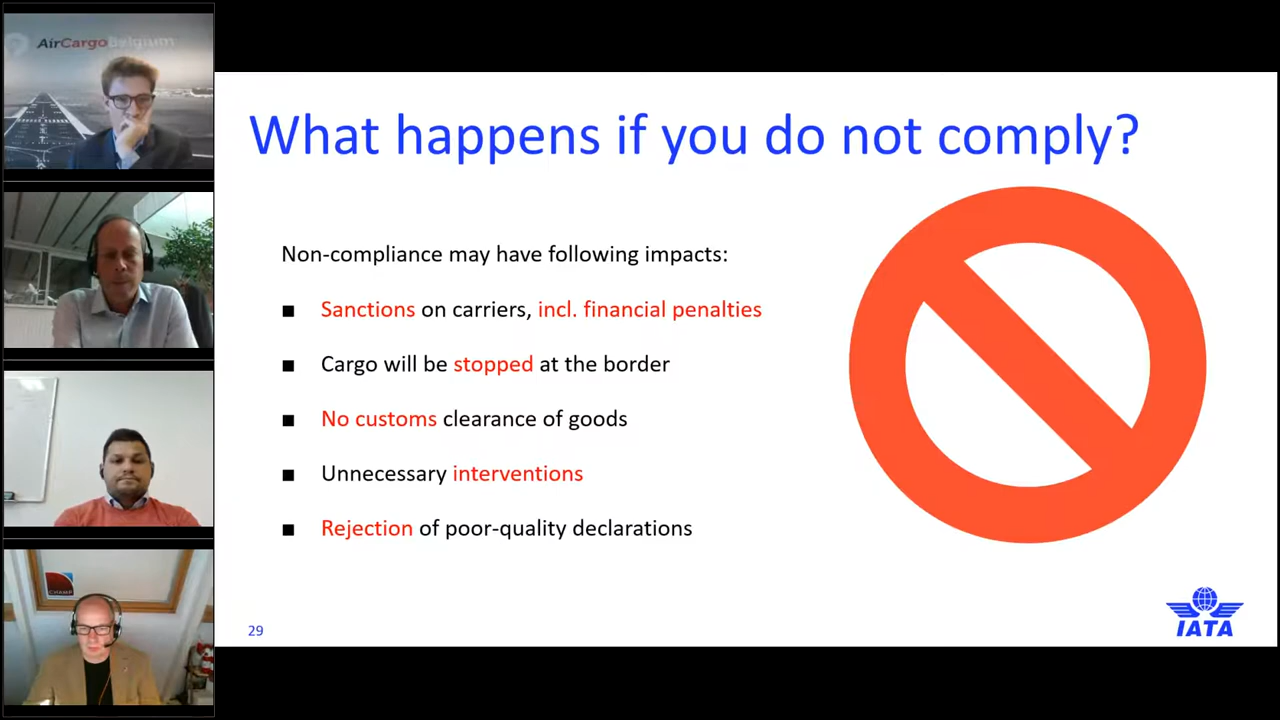 AirCargoBelgium
CHAMP
What happens if you do not comply?
Non-compliance may have following impacts:
■ Sanctions on carriers, incl. financial penalties
■ Cargo will be stopped at the border
■ No customs clearance of goods
■ Unnecessary interventions
■ Rejection of poor-quality declarations
29
IATA